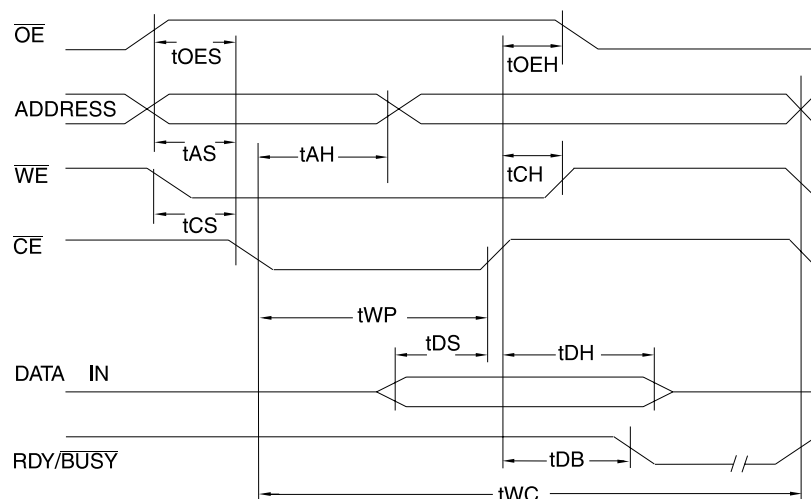 OE
tOES
tOEH
ADDRESS
tAS
tAH
WE
tCH
tCS
CE
tWP
tDS
tDH
DATA IN
RDY/BUSY
tDB
tWC